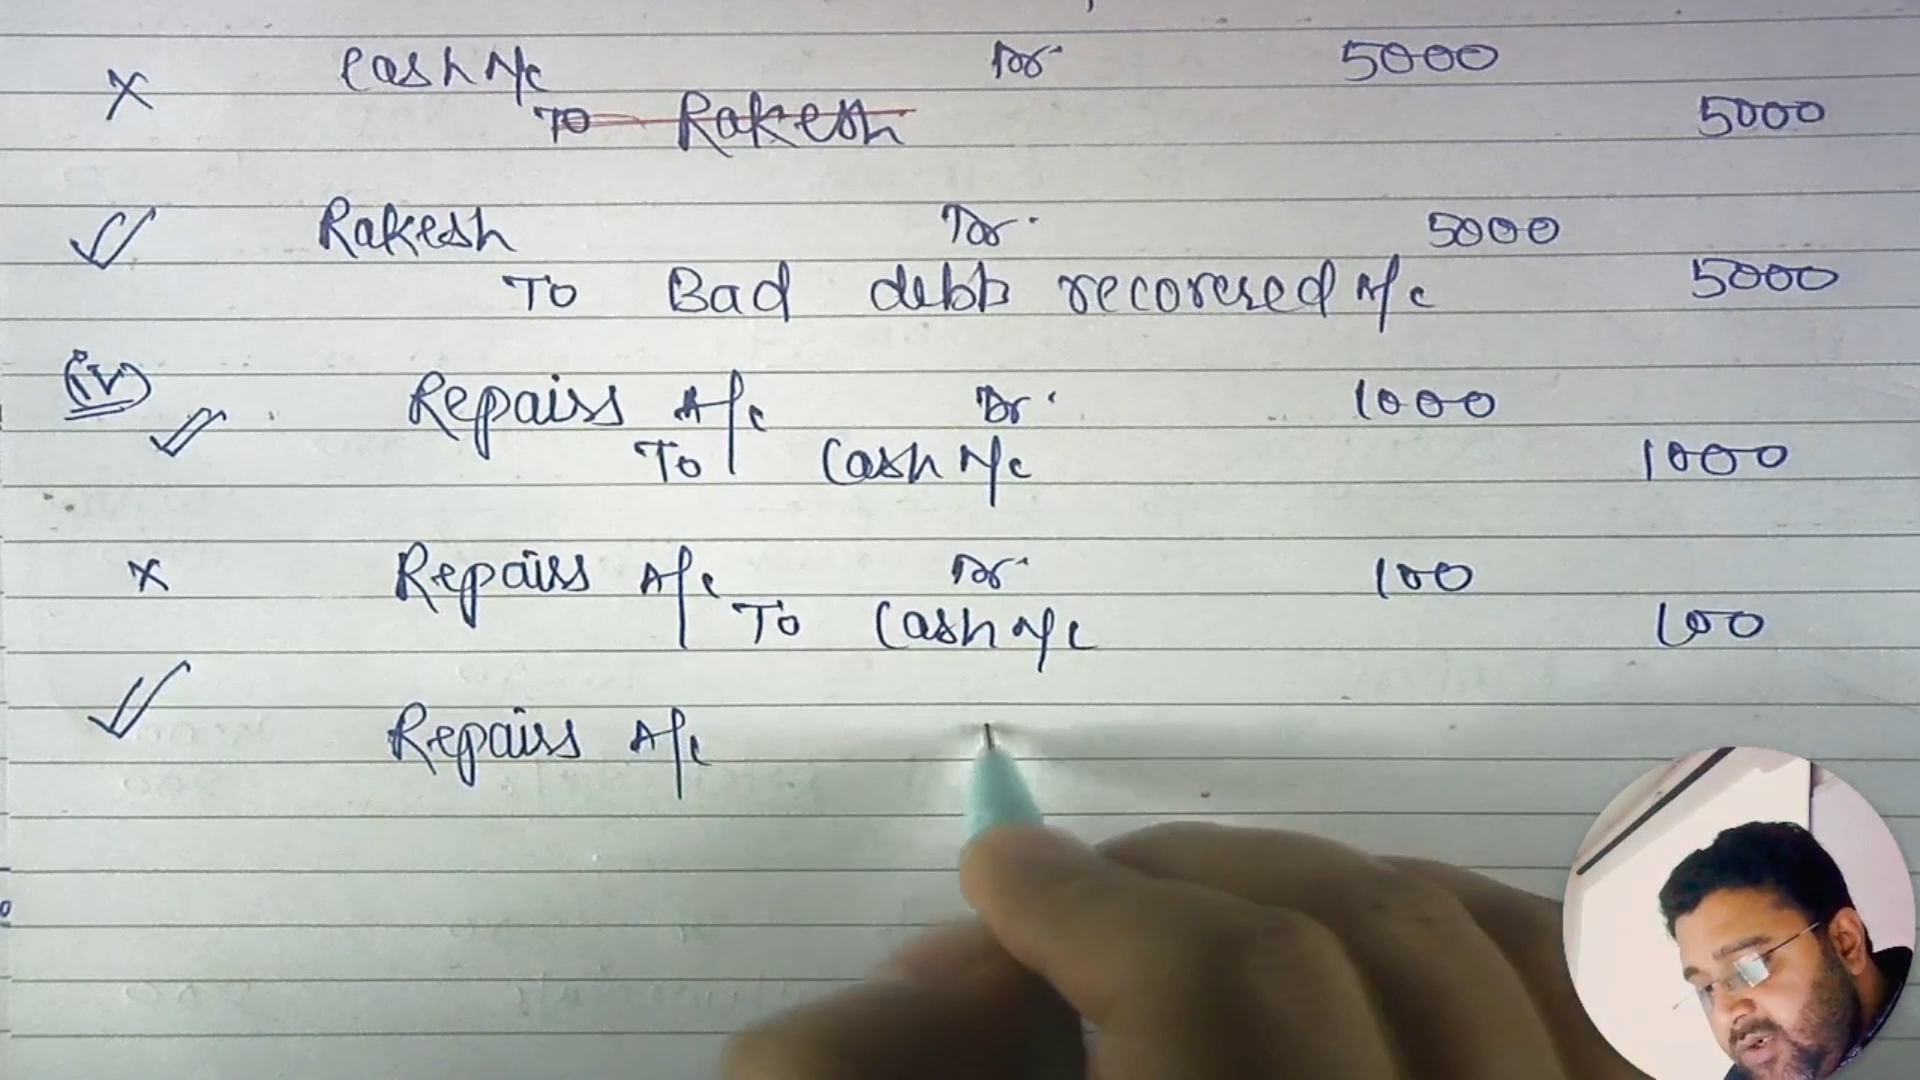 × Cash A/c Dr 5000
To Rakesh 5000
Rakesh Dr. 5000
To Bad debts recovered A/c 5000
(iv) Repairs A/c Dr. 1000
To Cash A/c 1000
× Repairs A/c Dr. 100
To Cash A/c 100
Repairs A/c